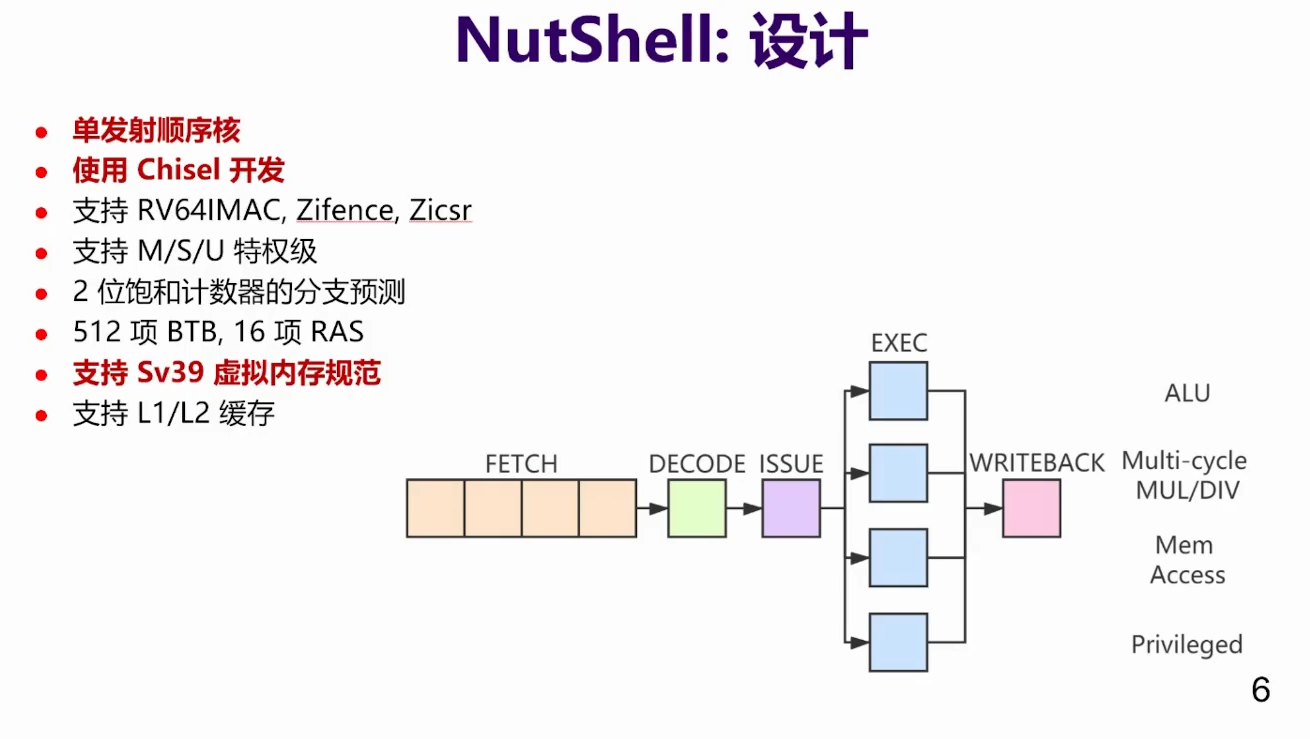 NutShell: 设计
单发射顺序核
使用 Chisel 开发
支持 RV64IMAC, Zifence, Zicsr
支持 M/S/U 特权级
2 位饱和计数器的分支预测
512 项 BTB, 16 项 RAS
支持 Sv39 虚拟内存规范
支持 L1/L2 缓存
FETCH
DECODE
ISSUE
EXEC
WRITEBACK
ALU
Multi-cycle
MUL/DIV
Mem
Access
Privileged
6